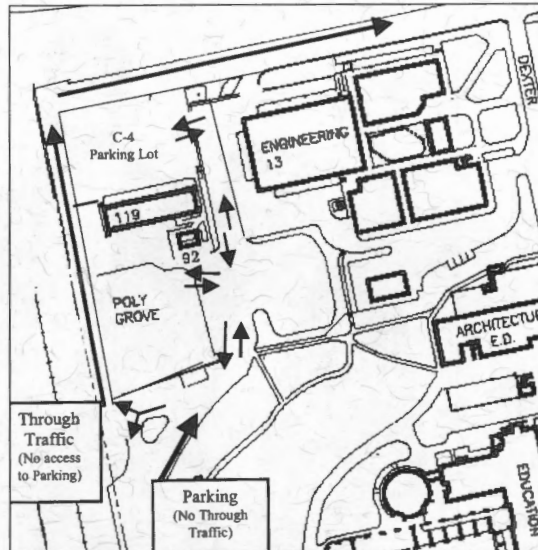 C-4
Parking Lot
ENGINEERING
13
DEXTER
119
92
POLY
GROVE
ARCHITECTUR
E.D.
Through
Traffic
(No access
to Parking)
Parking
(No Through
Traffic)
EDUCATION